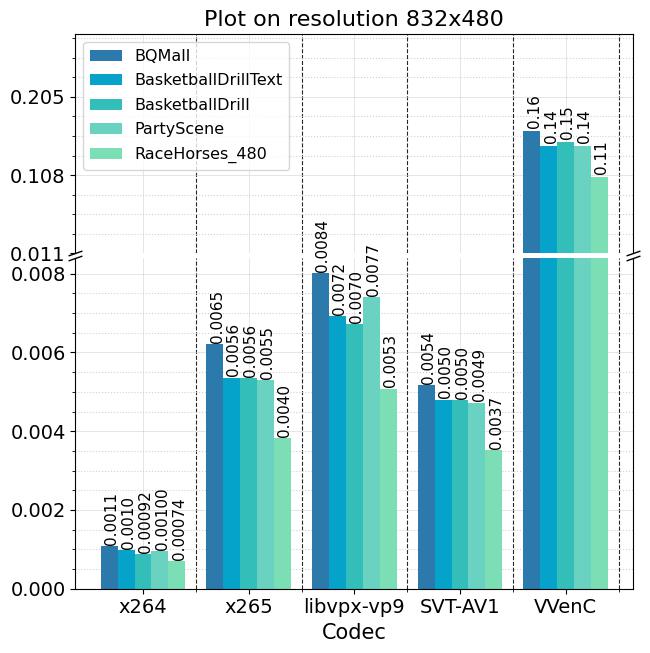 Plot on resolution 832x480
BQMall
BasketballDrillText
BasketballDrill
PartyScene
RaceHorses_480
0.205
0.108
0.011
0.16
0.14
0.15
0.14
0.11
0.008
0.006
0.004
0.002
0.000
0.0011
0.0010
0.00092
0.00100
0.00074
0.0065
0.0056
0.0056
0.0055
0.0040
0.0084
0.0072
0.0070
0.0077
0.0053
0.0054
0.0050
0.0050
0.0049
0.0037
x264
x265
libvpx-vp9
SVT-AV1
VVenC
Codec